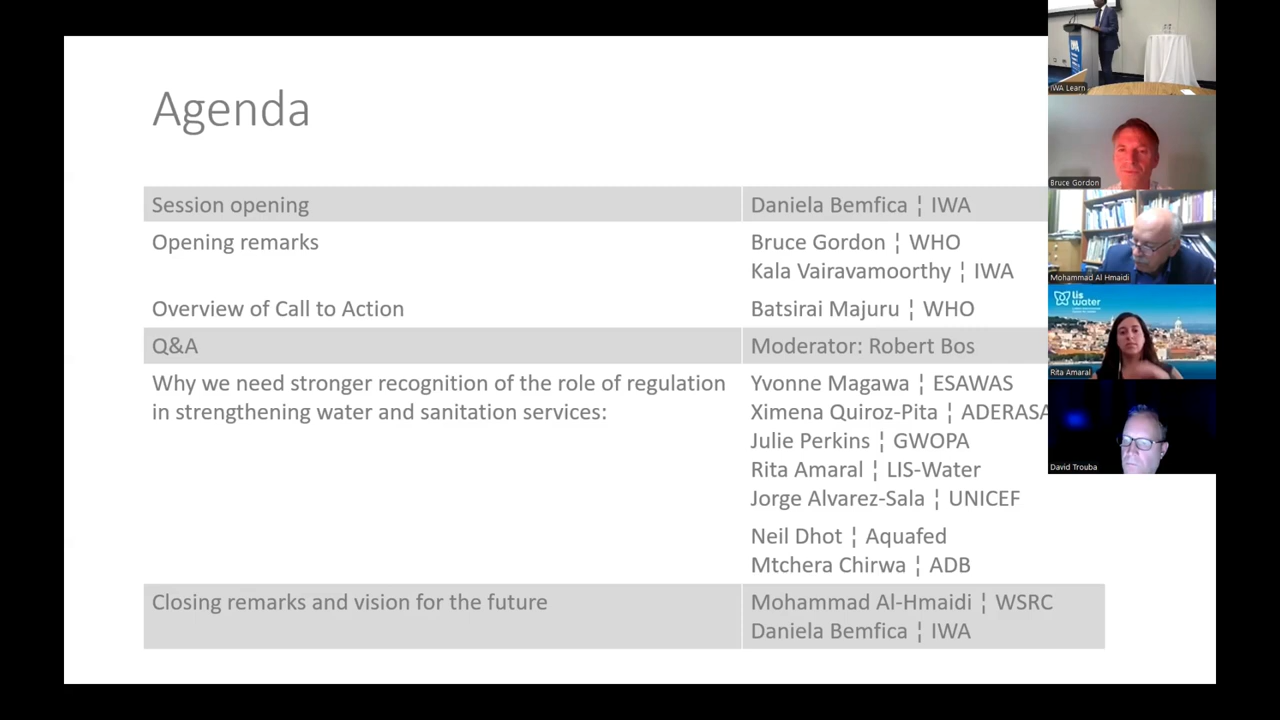 Agenda
Session opening
Daniela Bemfica ¦ IWA
Opening remarks
Bruce Gordon ¦ WHO
Kala Vairavamoorthy ¦ IWA
Overview of Call to Action
Batsirai Majuru ¦ WHO
Q&A
Moderator: Robert Bos
Why we need stronger recognition of the role of regulation
in strengthening water and sanitation services:
Yvonne Magawa ¦ ESAWAS
Ximena Quiroz-Pita ¦ ADERASA
Julie Perkins ¦ GWOPA
Rita Amaral ¦ LIS-Water
Jorge Alvarez-Sala ¦ UNICEF
Neil Dhot ¦ Aquafed
Mtchera Chirwa ¦ ADB
Closing remarks and vision for the future
Mohammad Al-Hmaidi ¦ WSRC
Daniela Bemfica ¦ IWA
IWA
IWA Learn
Bruce Gordon
Mohammad Al Hmaidi
lis
water
Rita Amaral
David Trouba